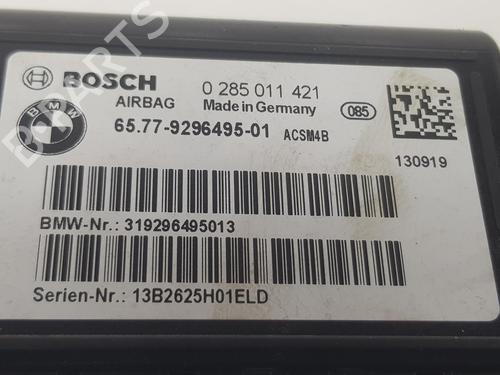 BOSCH
0 285 011 421
AIRBAG
Made in Germany
085
BMW
65.77-9296495-01 ACSM4B
130919
BMW-Nr.: 319296495013
Serien-Nr.: 13B2625H01ELD